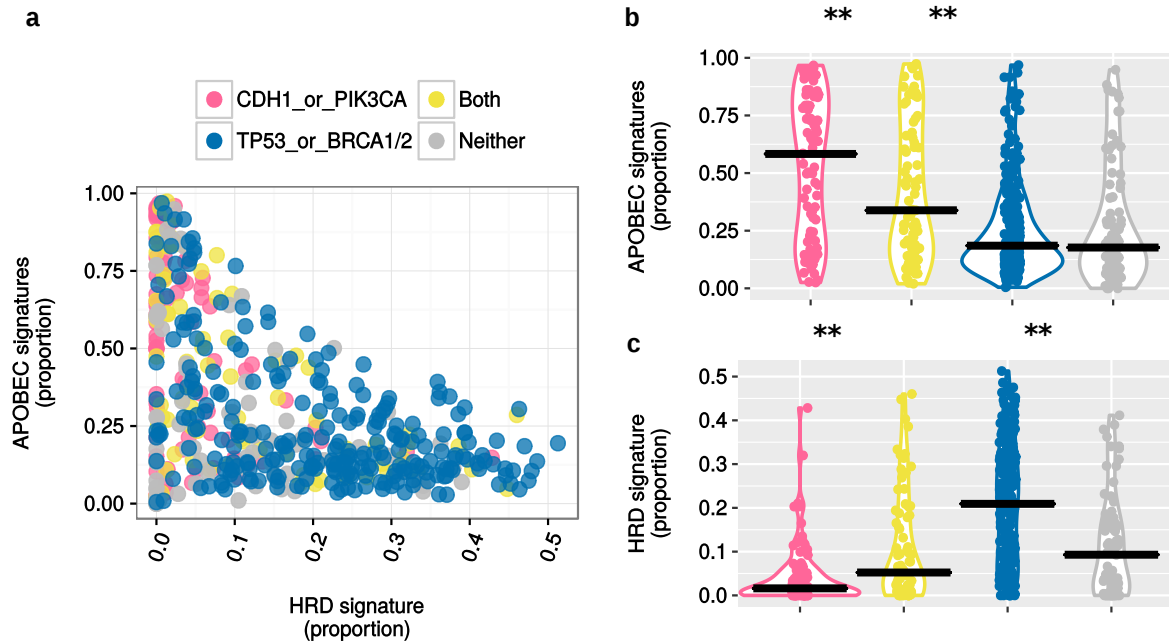 a
CDH1_or_PIK3CA
Both
TP53_or_BRCA1/2
Neither
1.00
0.75
0.50
0.25
0.00
APOBEC signatures
(proportion)
0.0
0.1
0.2
0.3
0.4
0.5
HRD signature
(proportion)
b
**
**
1.00
0.75
0.50
0.25
0.00
APOBEC signatures
(proportion)
c
**
**
0.5
0.4
0.3
0.2
0.1
0.0
HRD signature
(proportion)